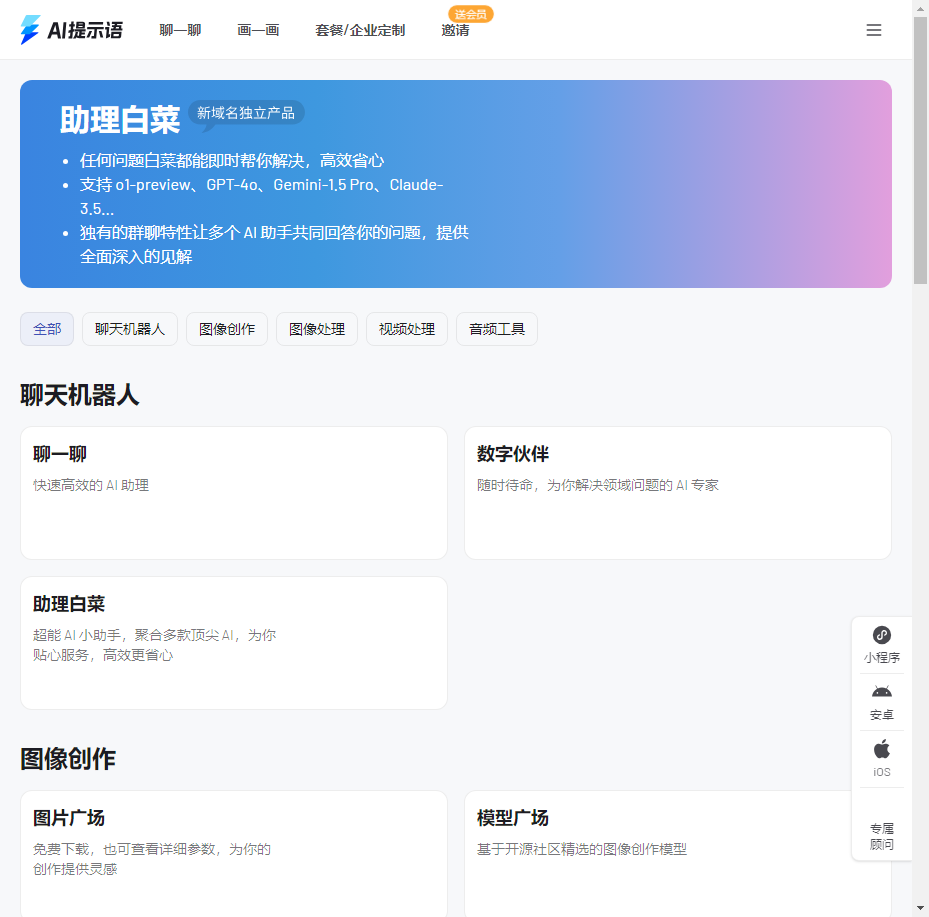 AI提示语
聊一聊
画一画
套餐/企业定制
邀请
送会员
助理白菜
新域名独立产品
任何问题白菜都能即时帮你解决，高效省心
支持 o1-preview、GPT-4o、Gemini-1.5 Pro、Claude-
3.5...
独有的群聊特性让多个 AI 助手共同回答你的问题，提供
全面深入的见解
全部
聊天机器人
图像创作
图像处理
视频处理
音频工具
聊天机器人
聊一聊
快速高效的 AI 助理
数字伙伴
随时待命，为你解决领域问题的 AI 专家
助理白菜
超能 AI 小助手，聚合多款顶尖 AI，为你
贴心服务，高效更省心
小程序
安卓
iOS
专属
顾问
图像创作
图片广场
免费下载，也可查看详细参数，为你的
创作提供灵感
模型广场
基于开源社区精选的图像创作模型